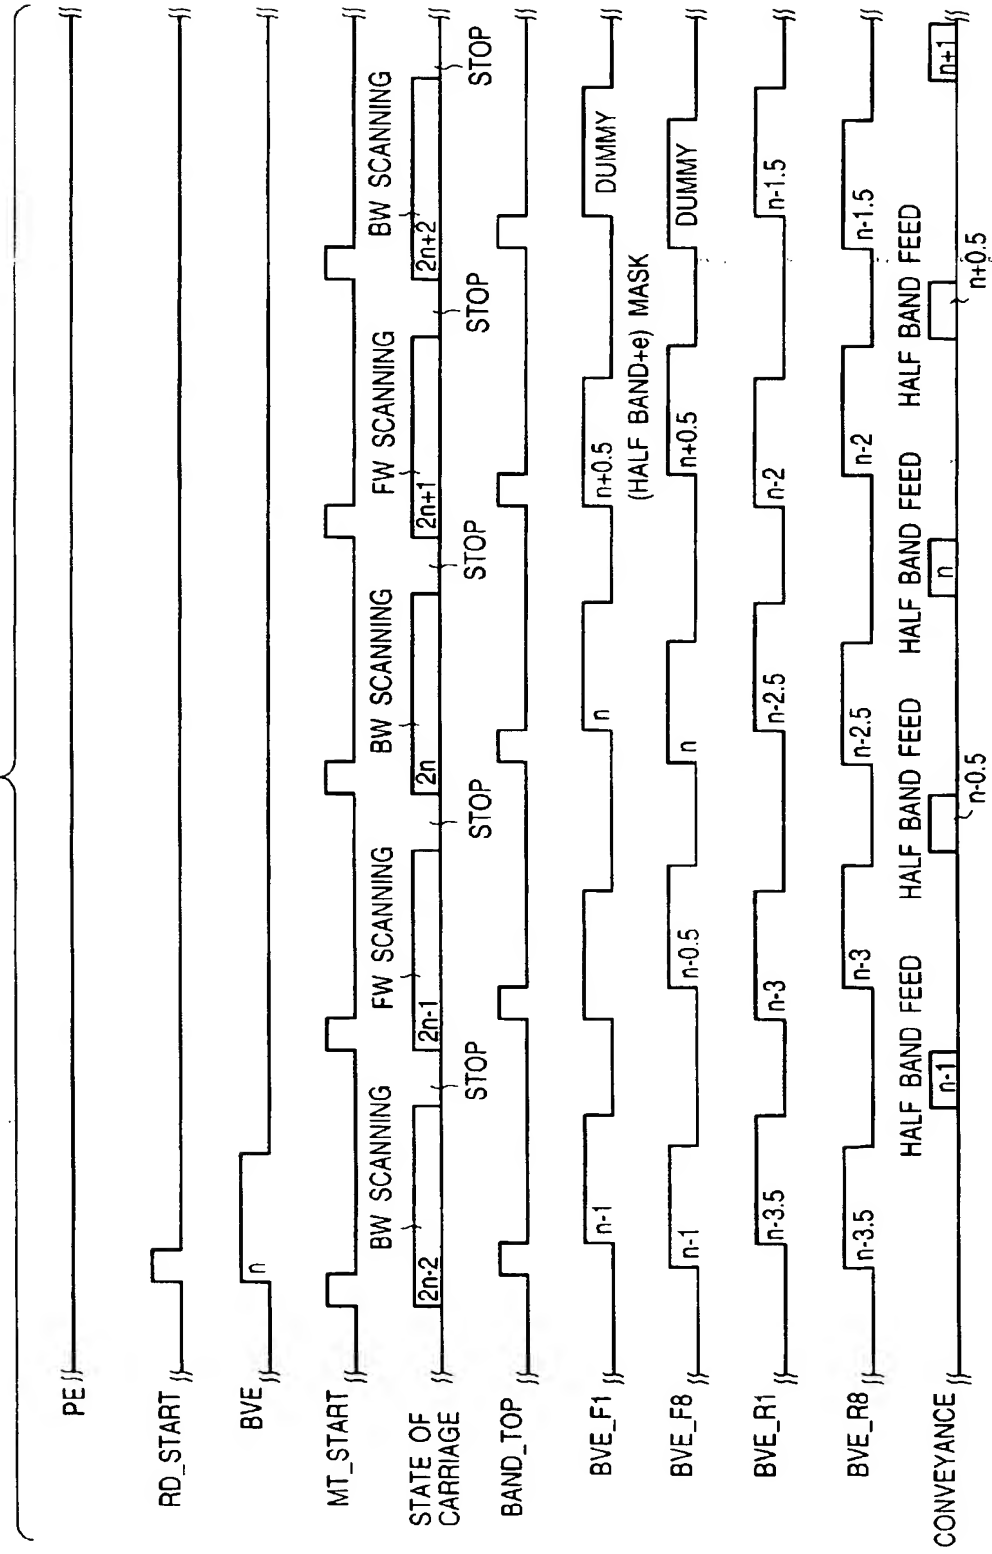 PE
RD_START
BVE n
MT_START
BW SCANNING FW SCANNING BW SCANNING FW SCANNING BW SCANNING
STATE OF
CARRIAGE
2n-2 2n-1 2n 2n+1 2n+2
STOP STOP STOP STOP STOP
BAND_TOP
BVE_F1 n-1 n n+0.5 DUMMY
(HALF BAND+e) MASK
BVE_F8 n-1 n-0.5 n n+0.5 DUMMY
BVE_R1 n-3.5 n-3 n-2.5 n-2 n-1.5
BVE_R8 n-3.5 n-3 n-2.5 n-2 n-1.5
HALF BAND FEED HALF BAND FEED HALF BAND FEED HALF BAND FEED
CONVEYANCE n-1 n n+1
n-0.5 n+0.5